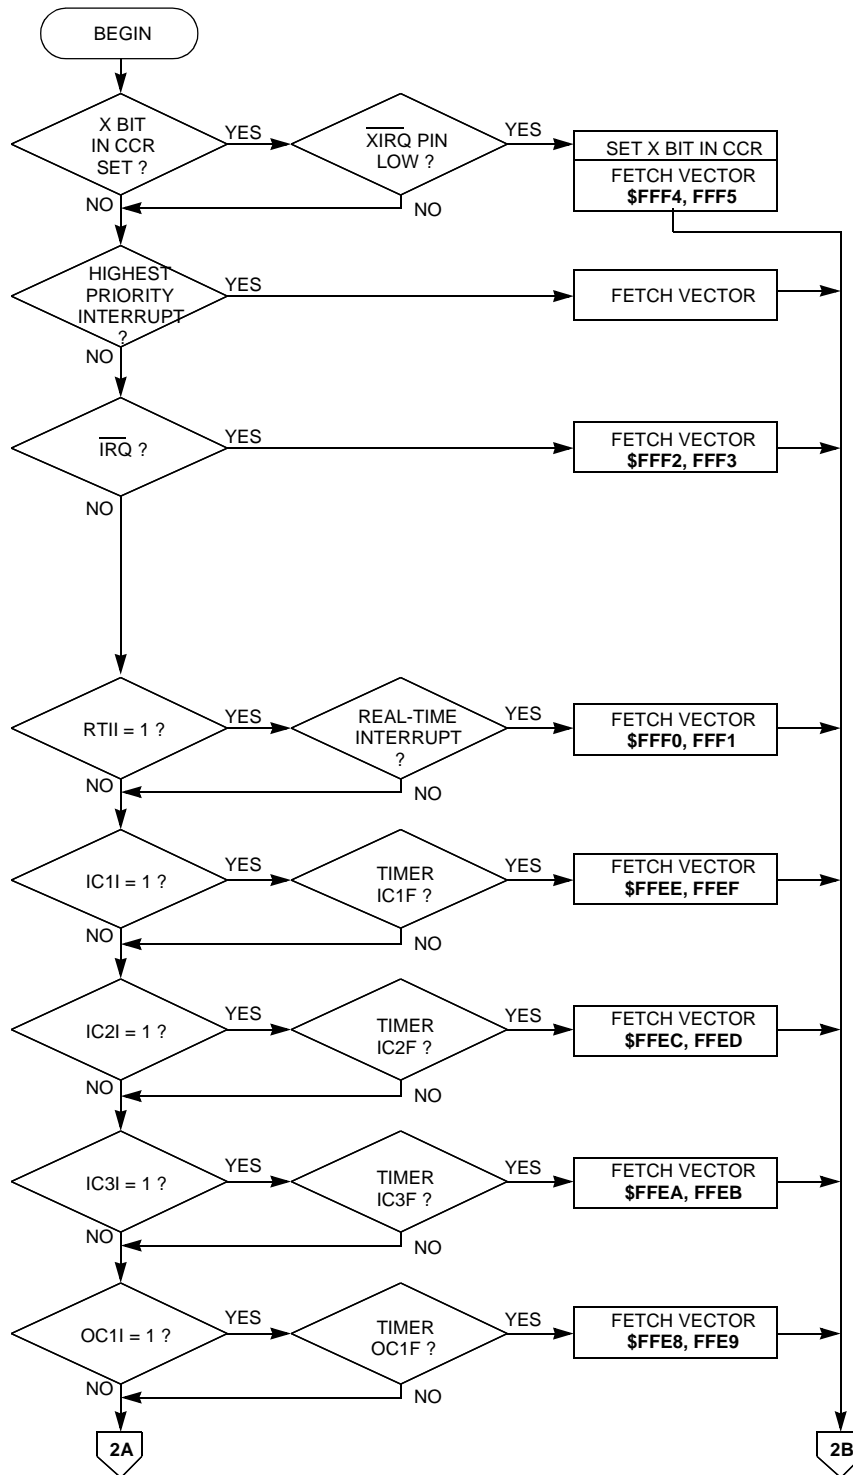 BEGIN
X BIT
IN CCR
SET ?
YES
XIRQ PIN
LOW ?
YES
SET X BIT IN CCR
FETCH VECTOR
$FFF4, FFF5
NO
NO
HIGHEST
PRIORITY
INTERRUPT
?
YES
FETCH VECTOR
NO
IRQ ?
YES
FETCH VECTOR
$FFF2, FFF3
NO
RTII = 1 ?
YES
REAL-TIME
INTERRUPT
?
YES
FETCH VECTOR
$FFF0, FFF1
NO
NO
IC1I = 1 ?
YES
TIMER
IC1F ?
YES
FETCH VECTOR
$FFEE, FFEF
NO
NO
IC2I = 1 ?
YES
TIMER
IC2F ?
YES
FETCH VECTOR
$FFEC, FFED
NO
NO
IC3I = 1 ?
YES
TIMER
IC3F ?
YES
FETCH VECTOR
$FFEA, FFEB
NO
NO
OC1I = 1 ?
YES
TIMER
OC1F ?
YES
FETCH VECTOR
$FFE8, FFE9
NO
NO
2A
2B